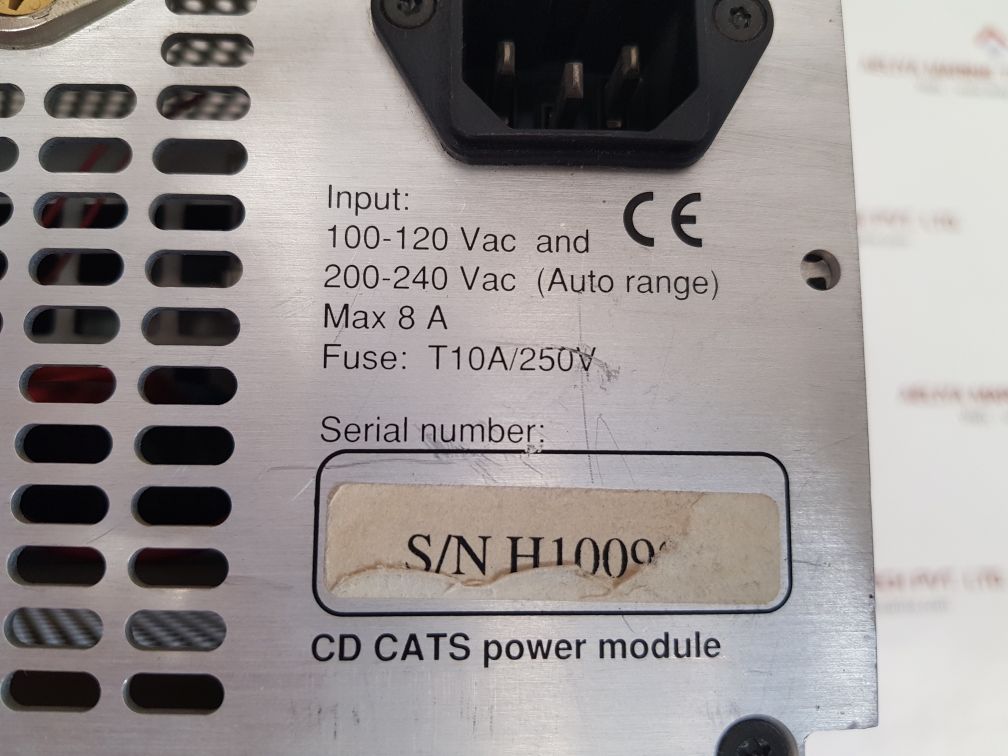 Input:
100-120 Vac and
200-240 Vac (Auto range)
Max 8 A
Fuse: T10A/250V
CE
Serial number:
S/N
CD CATS power module